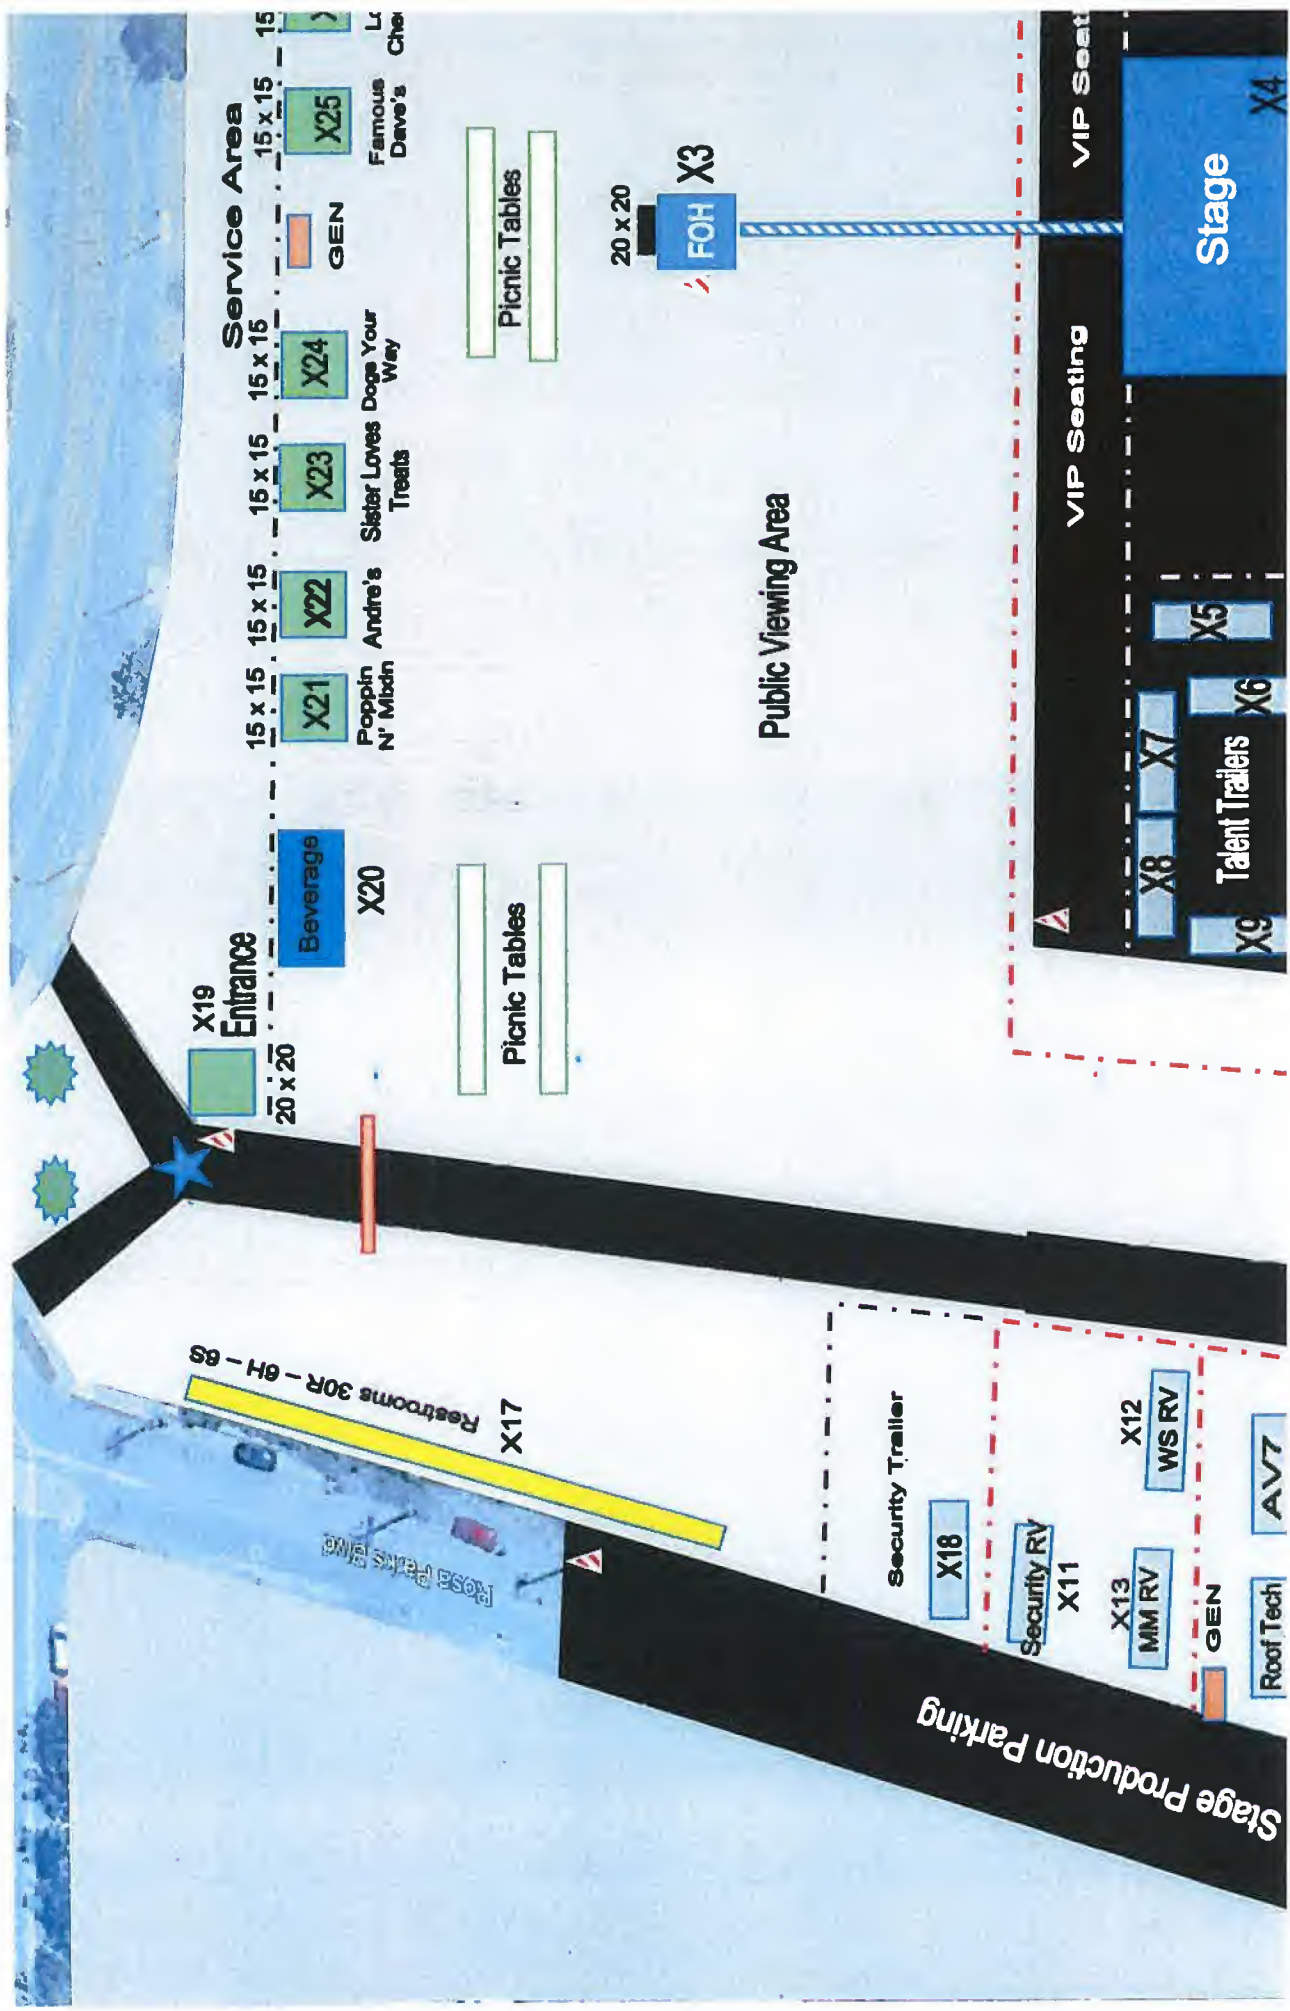 Service Area
15 x 15
15 x 15
15 x 15
15 x 15
15 x 15
15
X19
Entrance
20 x 20
Beverage
X20
X21
Poppin
N' Mixin
X22
Andre's
X23
Sister Loves
Treats
X24
Dogs Your
Way
GEN
X25
Famous
Dave's
Picnic Tables
Picnic Tables
20 x 20
FOH
X3
Public Viewing Area
Restrooms 30R – 6H – 8S
X17
Rosa Parks Blvd
Security Trailer
X18
Security RV
X11
X12
WS RV
X13
MM RV
GEN
AV7
Roof Tech
Stage Production Parking
VIP Seating
VIP Seat
Stage
X4
X5
X6
X7
X8
X9
Talent Trailers